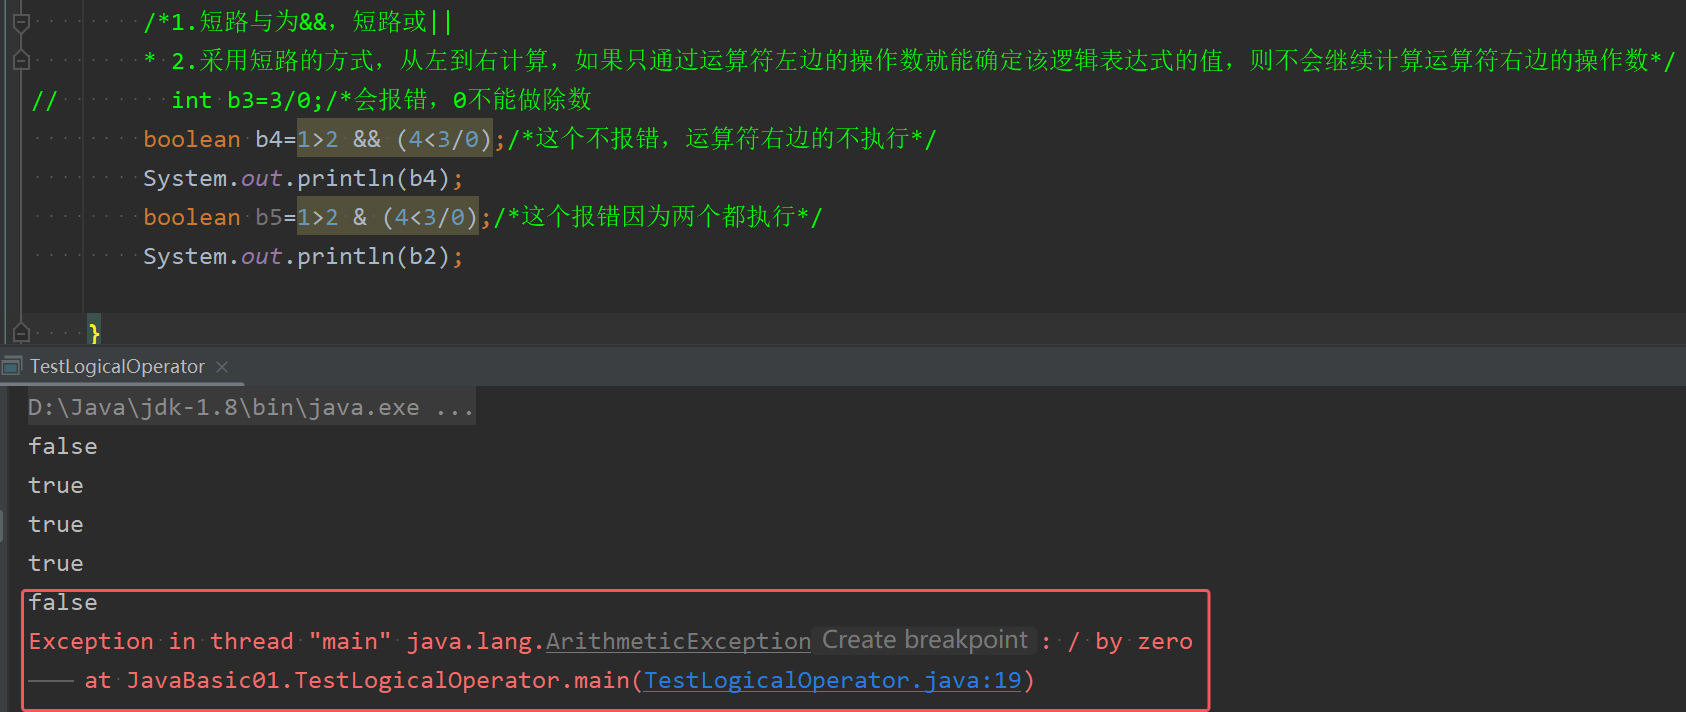 /*1.短路与为&&，短路或||
* 2.采用短路的方式，从左到右计算，如果只通过运算符左边的操作数就能确定该逻辑表达式的值，则不会继续计算运算符右边的操作数*/
//        int b3=3/0;/*会报错，0不能做除数
boolean b4=1>2 && (4<3/0);/*这个不报错，运算符右边的不执行*/
System.out.println(b4);
boolean b5=1>2 & (4<3/0);/*这个报错因为两个都执行*/
System.out.println(b2);
}
TestLogicalOperator ×
D:\Java\jdk-1.8\bin\java.exe ...
false
true
true
true
false
Exception in thread "main" java.lang.ArithmeticException Create breakpoint : / by zero
at JavaBasic01.TestLogicalOperator.main(TestLogicalOperator.java:19)